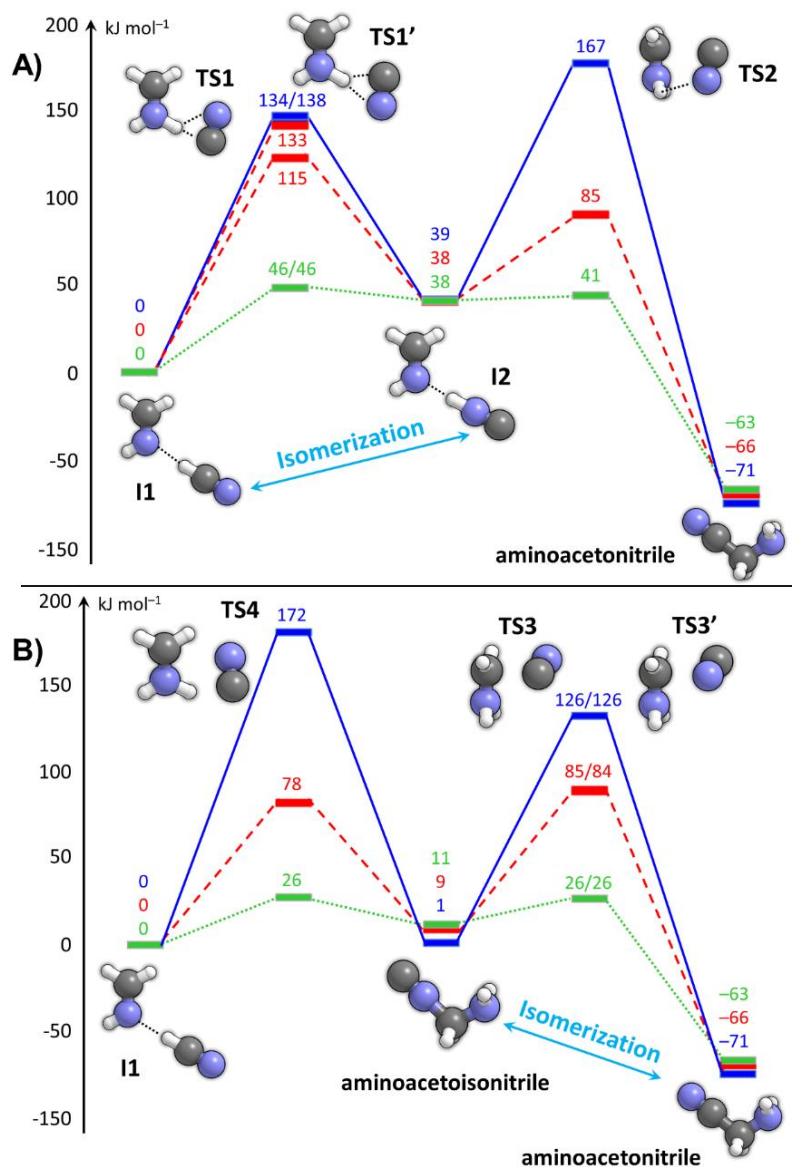 200
kJ mol⁻¹
A)
TS1
TS1’
TS2
134/138
167
150
133
115
100
85
50
46/46
39
38
38
41
0
0
0
0
I2
Isomerization
I1
-50
–63
–66
–71
-100
-150
aminoacetonitrile
200
kJ mol⁻¹
B)
TS4
TS3
TS3’
172
126/126
150
100
78
85/84
50
26
11
9
1
26/26
0
0
0
0
I1
Isomerization
-50
–63
–66
–71
-100
aminoacetoisonitrile
-150
aminoacetonitrile